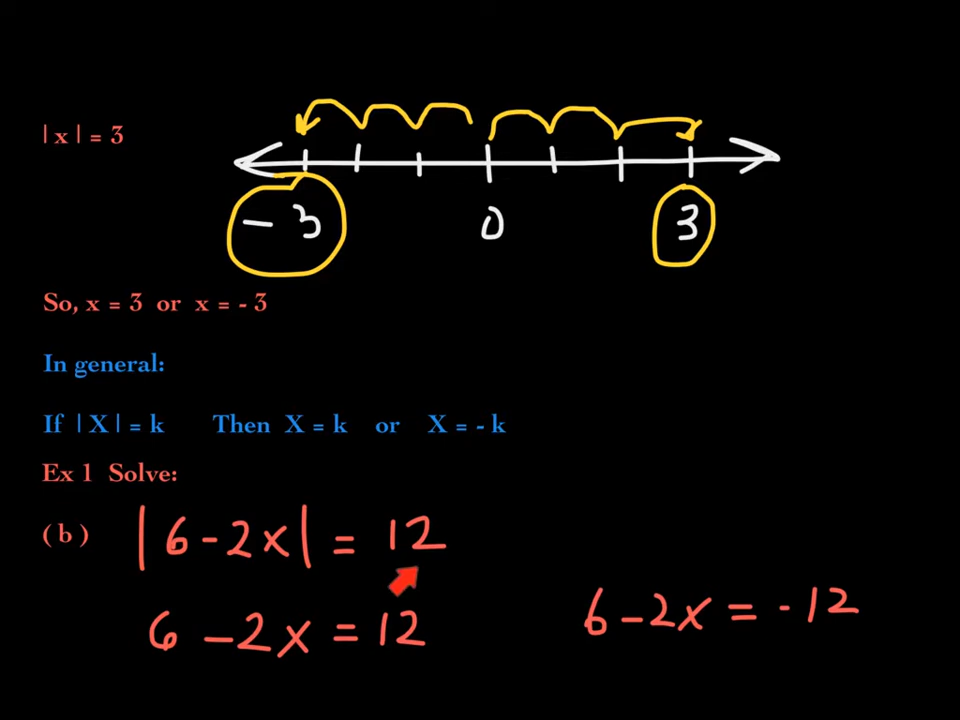 | x | = 3
- 3 0 3
So, x = 3 or x = - 3
In general:
If | X | = k Then X = k or X = - k
Ex 1 Solve:
( b ) |6 - 2x| = 12
6 - 2x = 12 6 - 2x = - 12